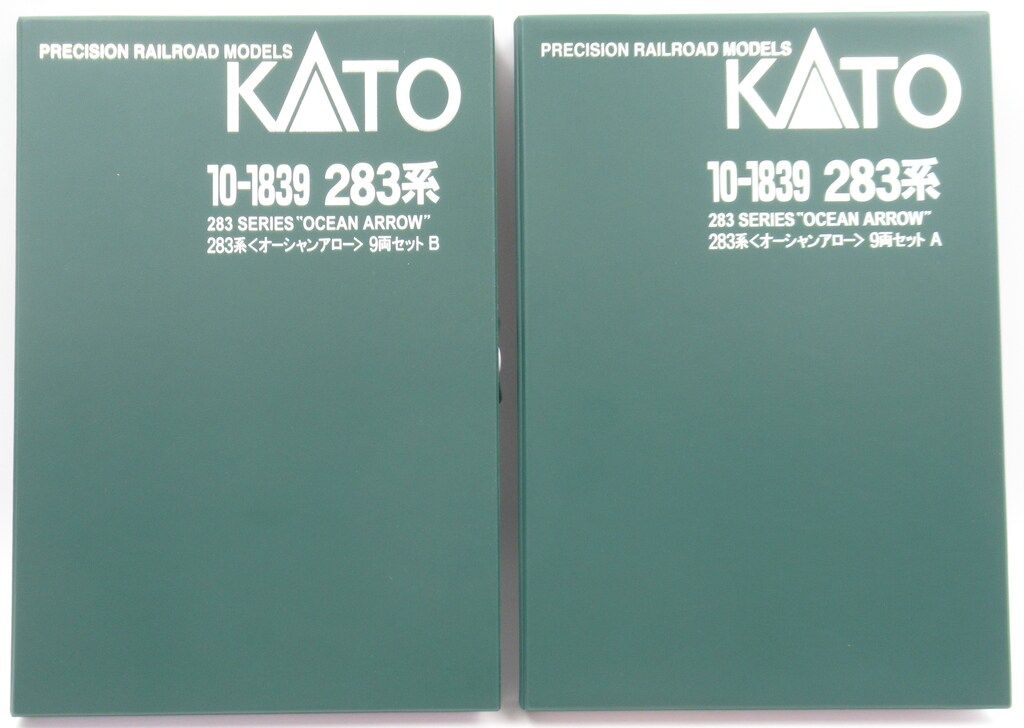 PRECISION RAILROAD MODELS
KATO
10-1839 283系
283 SERIES "OCEAN ARROW"
283系<オーシャンアロー> 9両セット B
PRECISION RAILROAD MODELS
KATO
10-1839 283系
283 SERIES "OCEAN ARROW"
283系<オーシャンアロー> 9両セット A